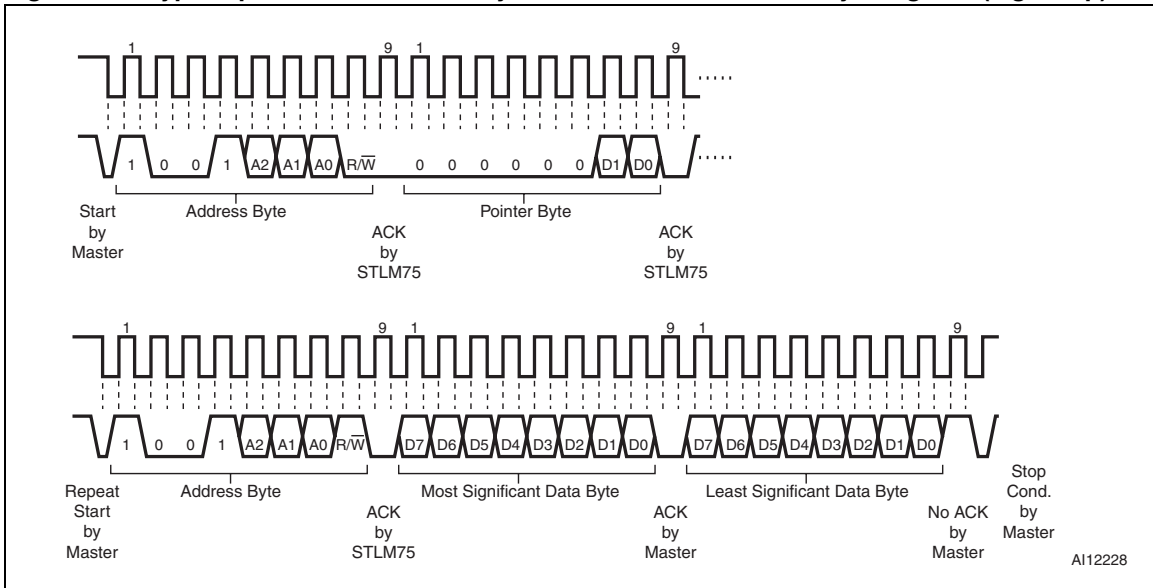 1 9 1 9
1 0 0 1 A2 A1 A0 R/W 0 0 0 0 0 0 D1 D0
Address Byte Pointer Byte
Start
by
Master
ACK
by
STLM75
ACK
by
STLM75
1 9 1 9 1 9
1 0 0 1 A2 A1 A0 R/W D7 D6 D5 D4 D3 D2 D1 D0 D7 D6 D5 D4 D3 D2 D1 D0
Address Byte Most Significant Data Byte Least Significant Data Byte
Repeat
Start
by
Master
ACK
by
STLM75
ACK
by
Master
No ACK
by
Master
Stop
Cond.
by
Master
AI12228